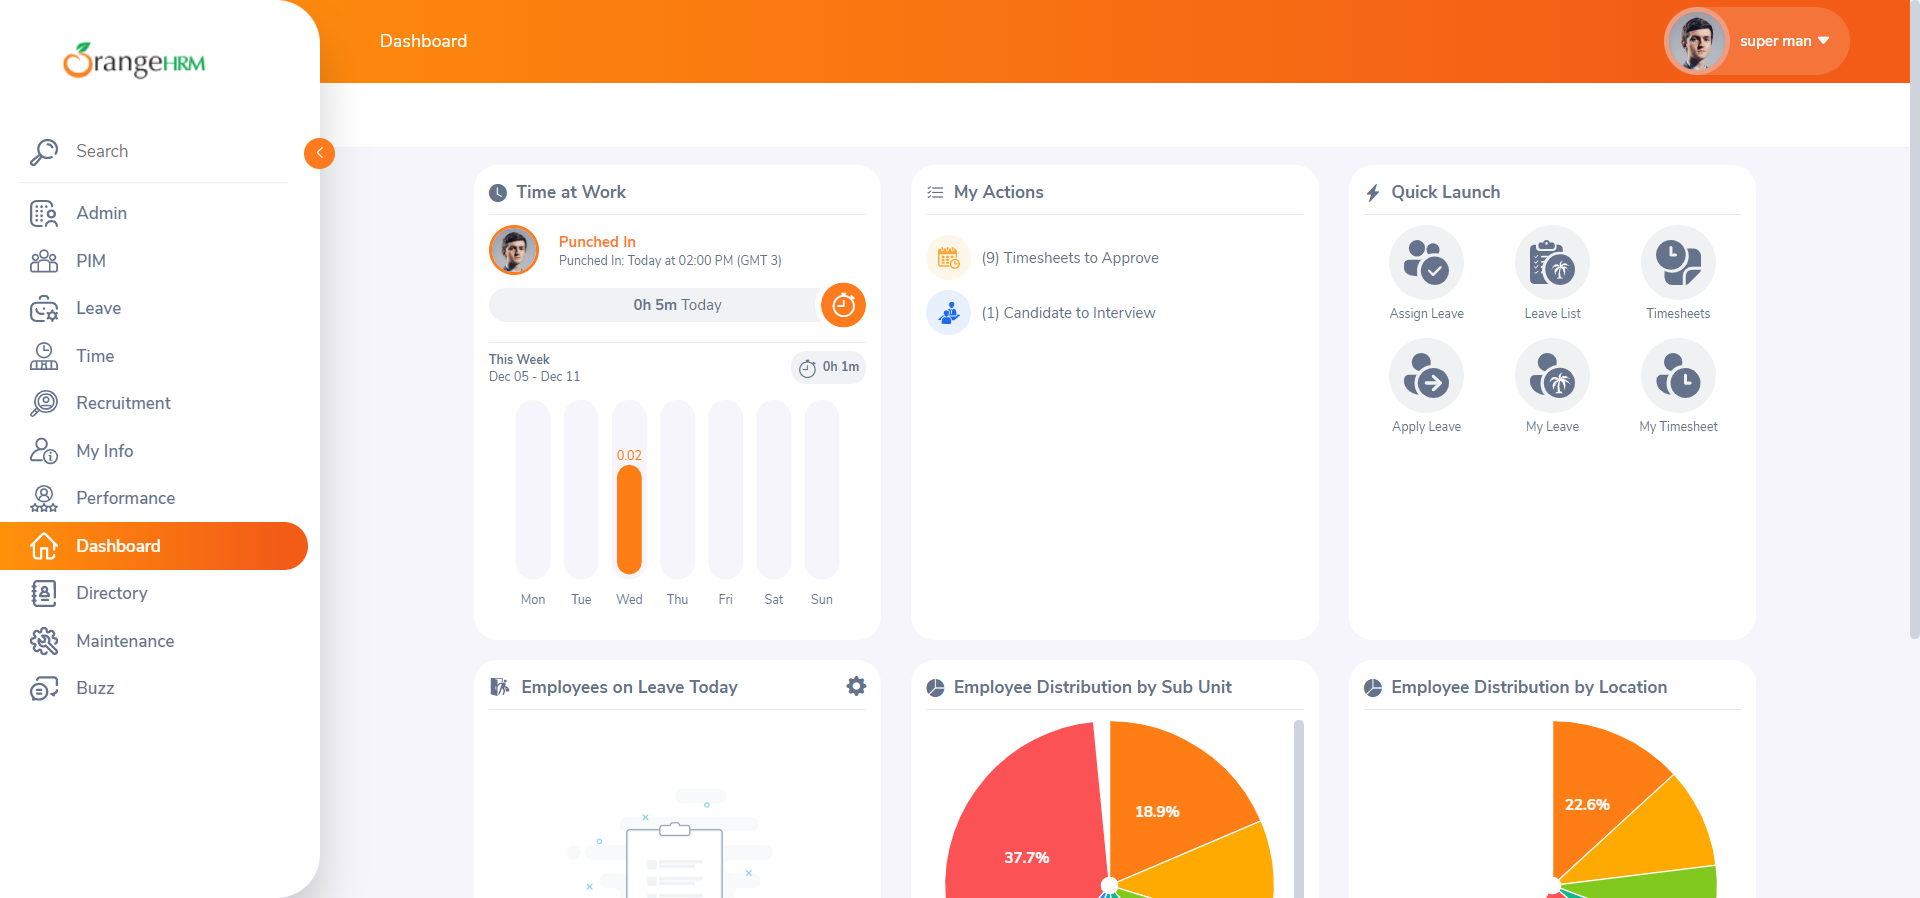 OrangeHRM
Search
Admin
PIM
Leave
Time
Recruitment
My Info
Performance
Dashboard
Directory
Maintenance
Buzz
Dashboard
super man
Time at Work
Punched In
Punched In: Today at 02:00 PM (GMT 3)
0h 5m Today
This Week
Dec 05 - Dec 11
0h 1m
0.02
Mon Tue Wed Thu Fri Sat Sun
My Actions
(9) Timesheets to Approve
(1) Candidate to Interview
Quick Launch
Assign Leave
Leave List
Timesheets
Apply Leave
My Leave
My Timesheet
Employees on Leave Today
Employee Distribution by Sub Unit
18.9%
37.7%
Employee Distribution by Location
22.6%